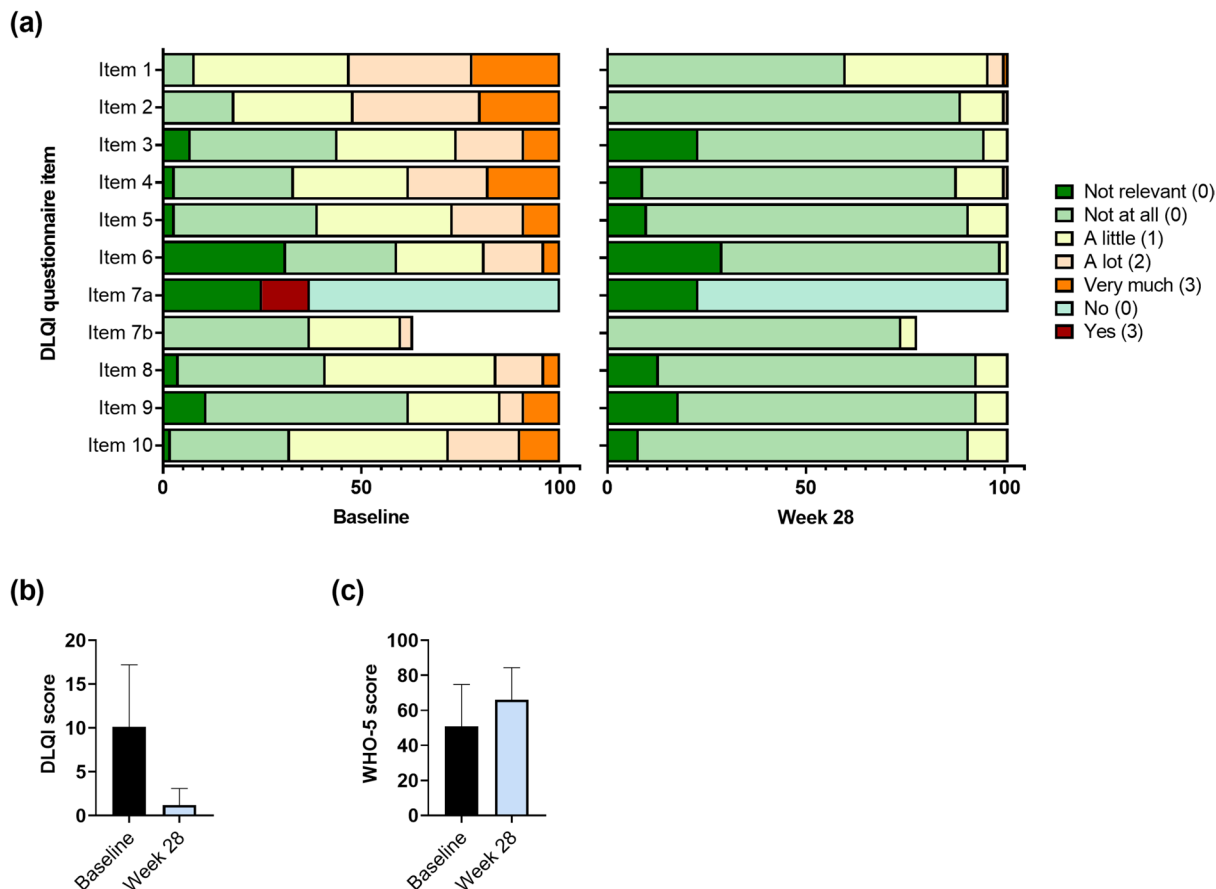 (a)
DLQI questionnaire item
Item 1
Item 2
Item 3
Item 4
Item 5
Item 6
Item 7a
Item 7b
Item 8
Item 9
Item 10
0 50 100
Baseline
0 50 100
Week 28
Not relevant (0)
Not at all (0)
A little (1)
A lot (2)
Very much (3)
No (0)
Yes (3)
(b)
DLQI score
20
15
10
5
0
Baseline
Week 28
(c)
WHO-5 score
100
80
60
40
20
0
Baseline
Week 28